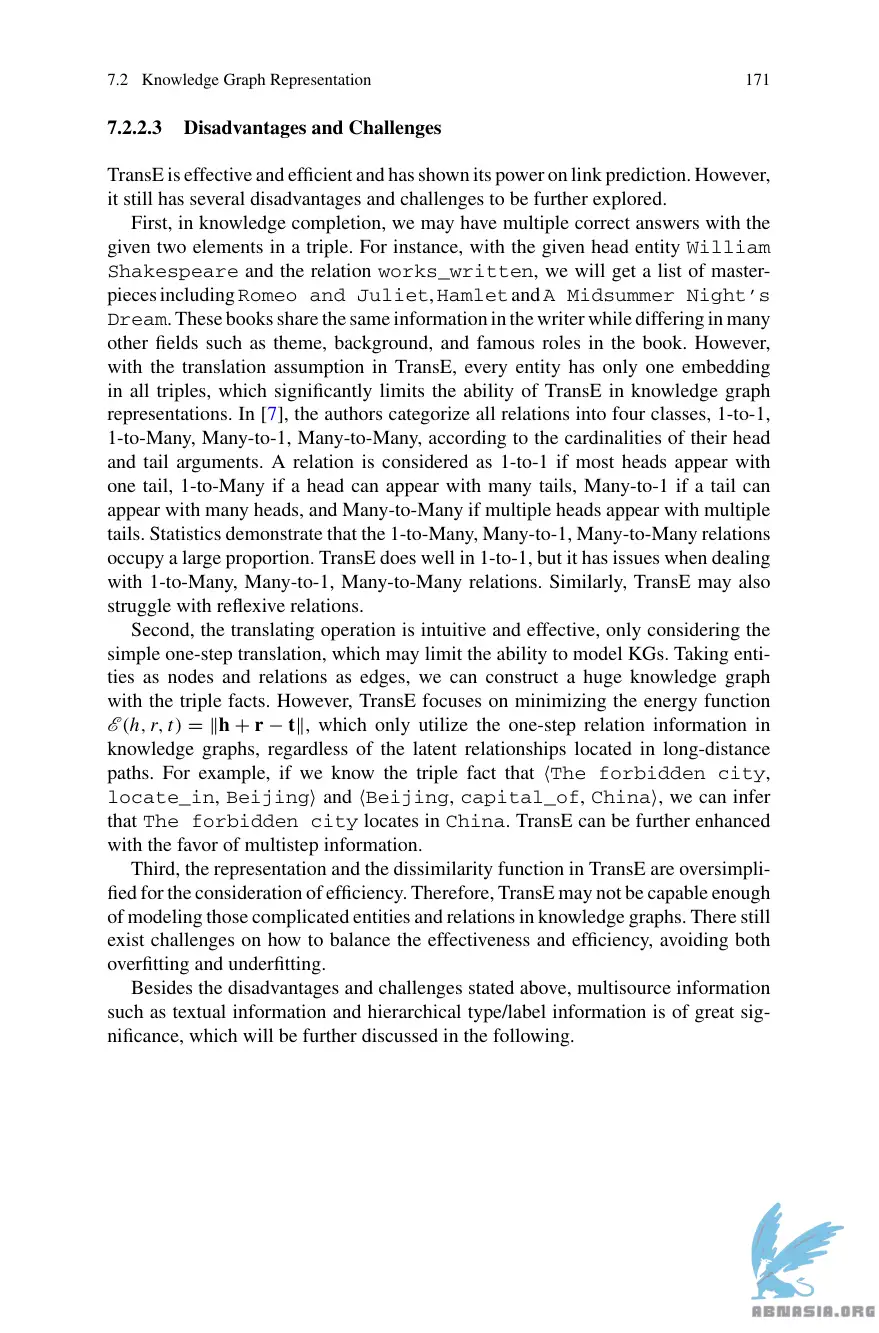 7.2 Knowledge Graph Representation 171
7.2.2.3 Disadvantages and Challenges
TransE is effective and efficient and has shown its power on link prediction. However,
it still has several disadvantages and challenges to be further explored.
First, in knowledge completion, we may have multiple correct answers with the
given two elements in a triple. For instance, with the given head entity William
Shakespeare and the relation works_written, we will get a list of master-
pieces including Romeo and Juliet, Hamlet and A Midsummer Night's
Dream. These books share the same information in the writer while differing in many
other fields such as theme, background, and famous roles in the book. However,
with the translation assumption in TransE, every entity has only one embedding
in all triples, which significantly limits the ability of TransE in knowledge graph
representations. In [7], the authors categorize all relations into four classes, 1-to-1,
1-to-Many, Many-to-1, Many-to-Many, according to the cardinalities of their head
and tail arguments. A relation is considered as 1-to-1 if most heads appear with
one tail, 1-to-Many if a head can appear with many tails, Many-to-1 if a tail can
appear with many heads, and Many-to-Many if multiple heads appear with multiple
tails. Statistics demonstrate that the 1-to-Many, Many-to-1, Many-to-Many relations
occupy a large proportion. TransE does well in 1-to-1, but it has issues when dealing
with 1-to-Many, Many-to-1, Many-to-Many relations. Similarly, TransE may also
struggle with reflexive relations.
Second, the translating operation is intuitive and effective, only considering the
simple one-step translation, which may limit the ability to model KGs. Taking enti-
ties as nodes and relations as edges, we can construct a huge knowledge graph
with the triple facts. However, TransE focuses on minimizing the energy function
ℰ(h, r, t) = ‖h + r − t‖, which only utilize the one-step relation information in
knowledge graphs, regardless of the latent relationships located in long-distance
paths. For example, if we know the triple fact that ⟨The forbidden city,
locate_in, Beijing⟩ and ⟨Beijing, capital_of, China⟩, we can infer
that The forbidden city locates in China. TransE can be further enhanced
with the favor of multistep information.
Third, the representation and the dissimilarity function in TransE are oversimpli-
fied for the consideration of efficiency. Therefore, TransE may not be capable enough
of modeling those complicated entities and relations in knowledge graphs. There still
exist challenges on how to balance the effectiveness and efficiency, avoiding both
overfitting and underfitting.
Besides the disadvantages and challenges stated above, multisource information
such as textual information and hierarchical type/label information is of great sig-
nificance, which will be further discussed in the following.
ABNASIA.ORG